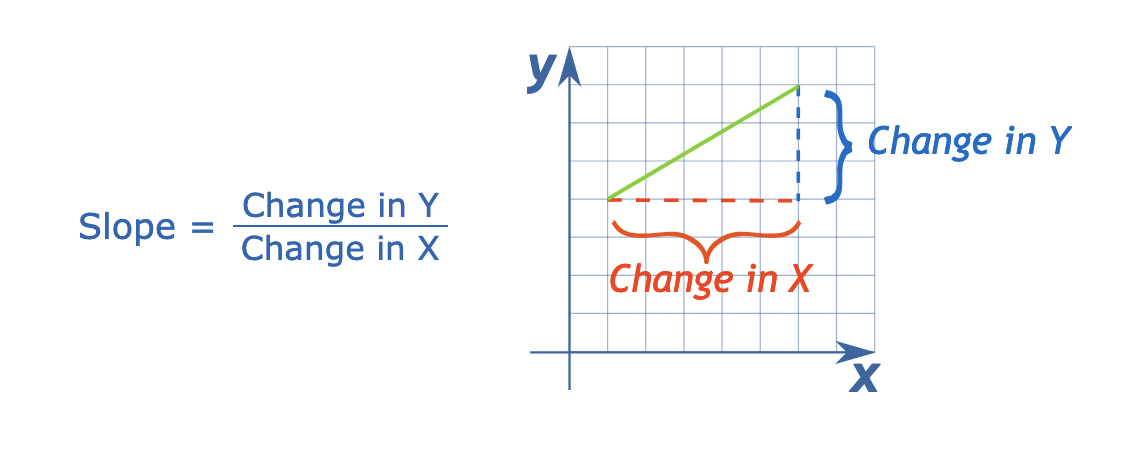 y
Change in Y
Slope =
Change in Y
Change in X
Change in X
x